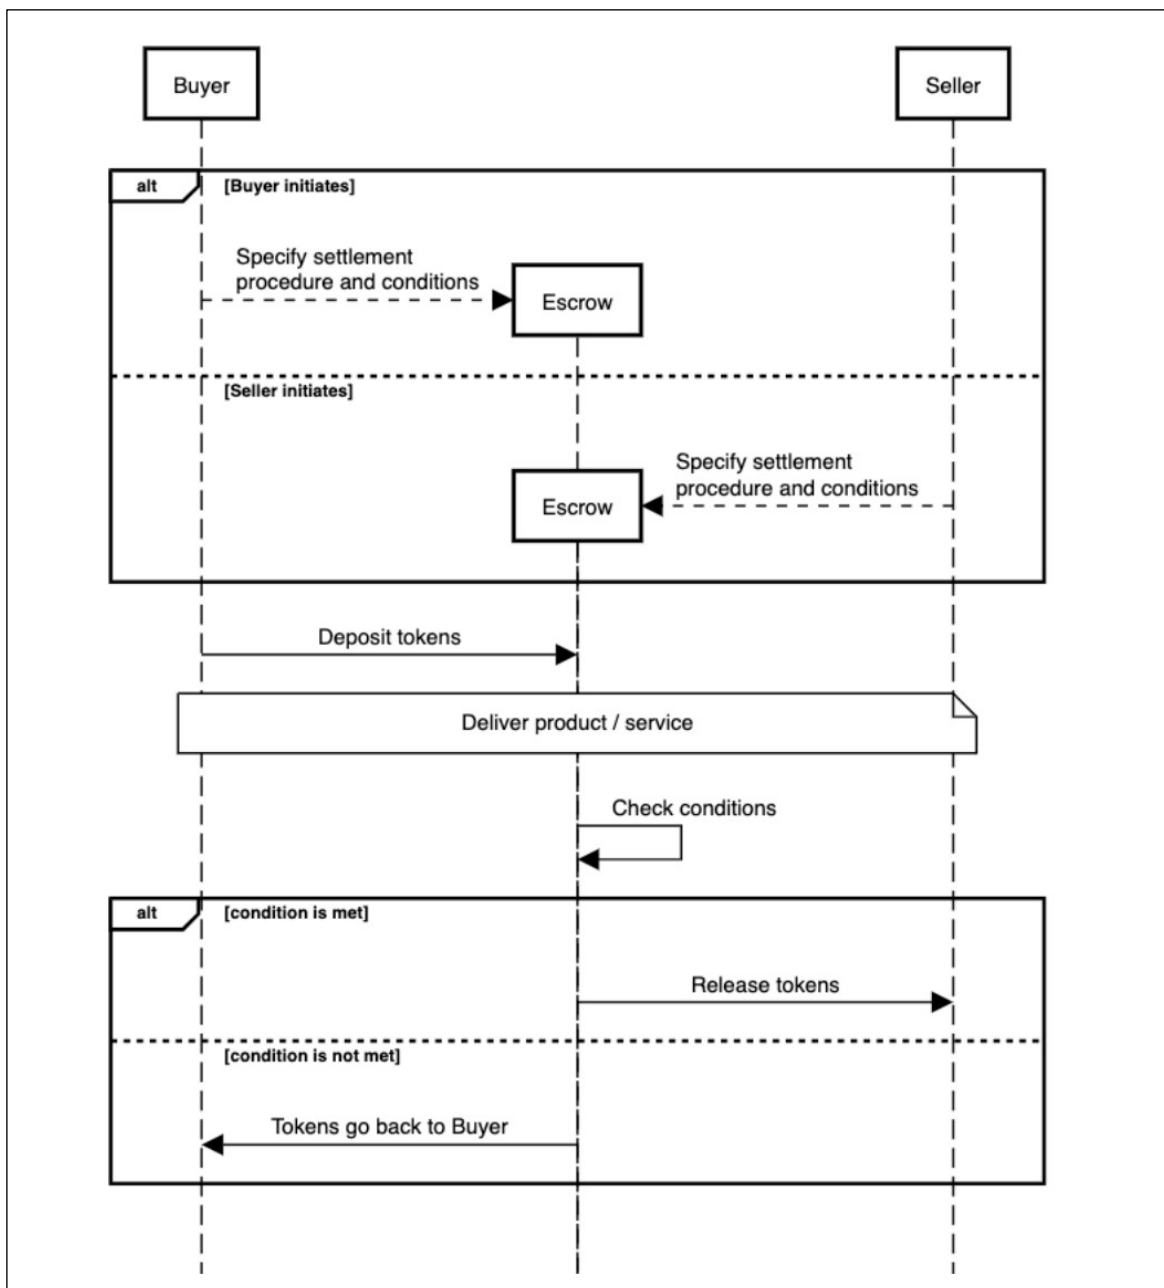 Buyer
Seller
alt
[Buyer initiates]
Specify settlement
procedure and conditions
Escrow
[Seller initiates]
Specify settlement
procedure and conditions
Escrow
Deposit tokens
Deliver product / service
Check conditions
alt
[condition is met]
Release tokens
[condition is not met]
Tokens go back to Buyer